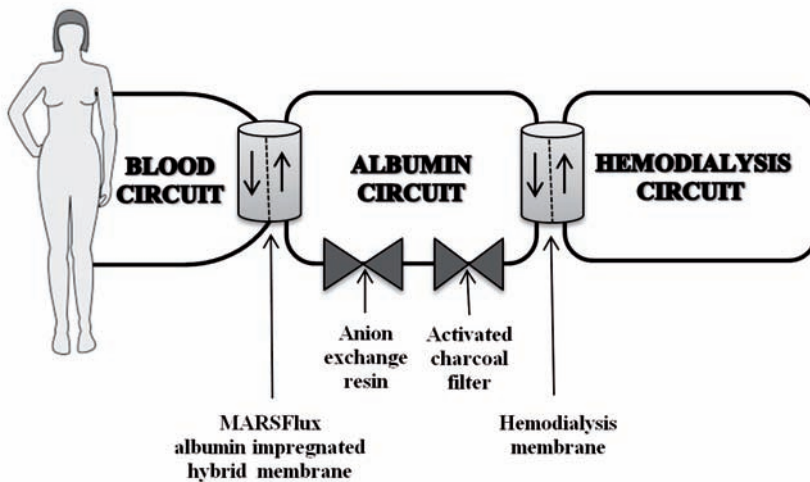 BLOOD
CIRCUIT
ALBUMIN
CIRCUIT
HEMODIALYSIS
CIRCUIT
Anion
exchange
resin
Activated
charcoal
filter
MARSFlux
albumin impregnated
hybrid membrane
Hemodialysis
membrane